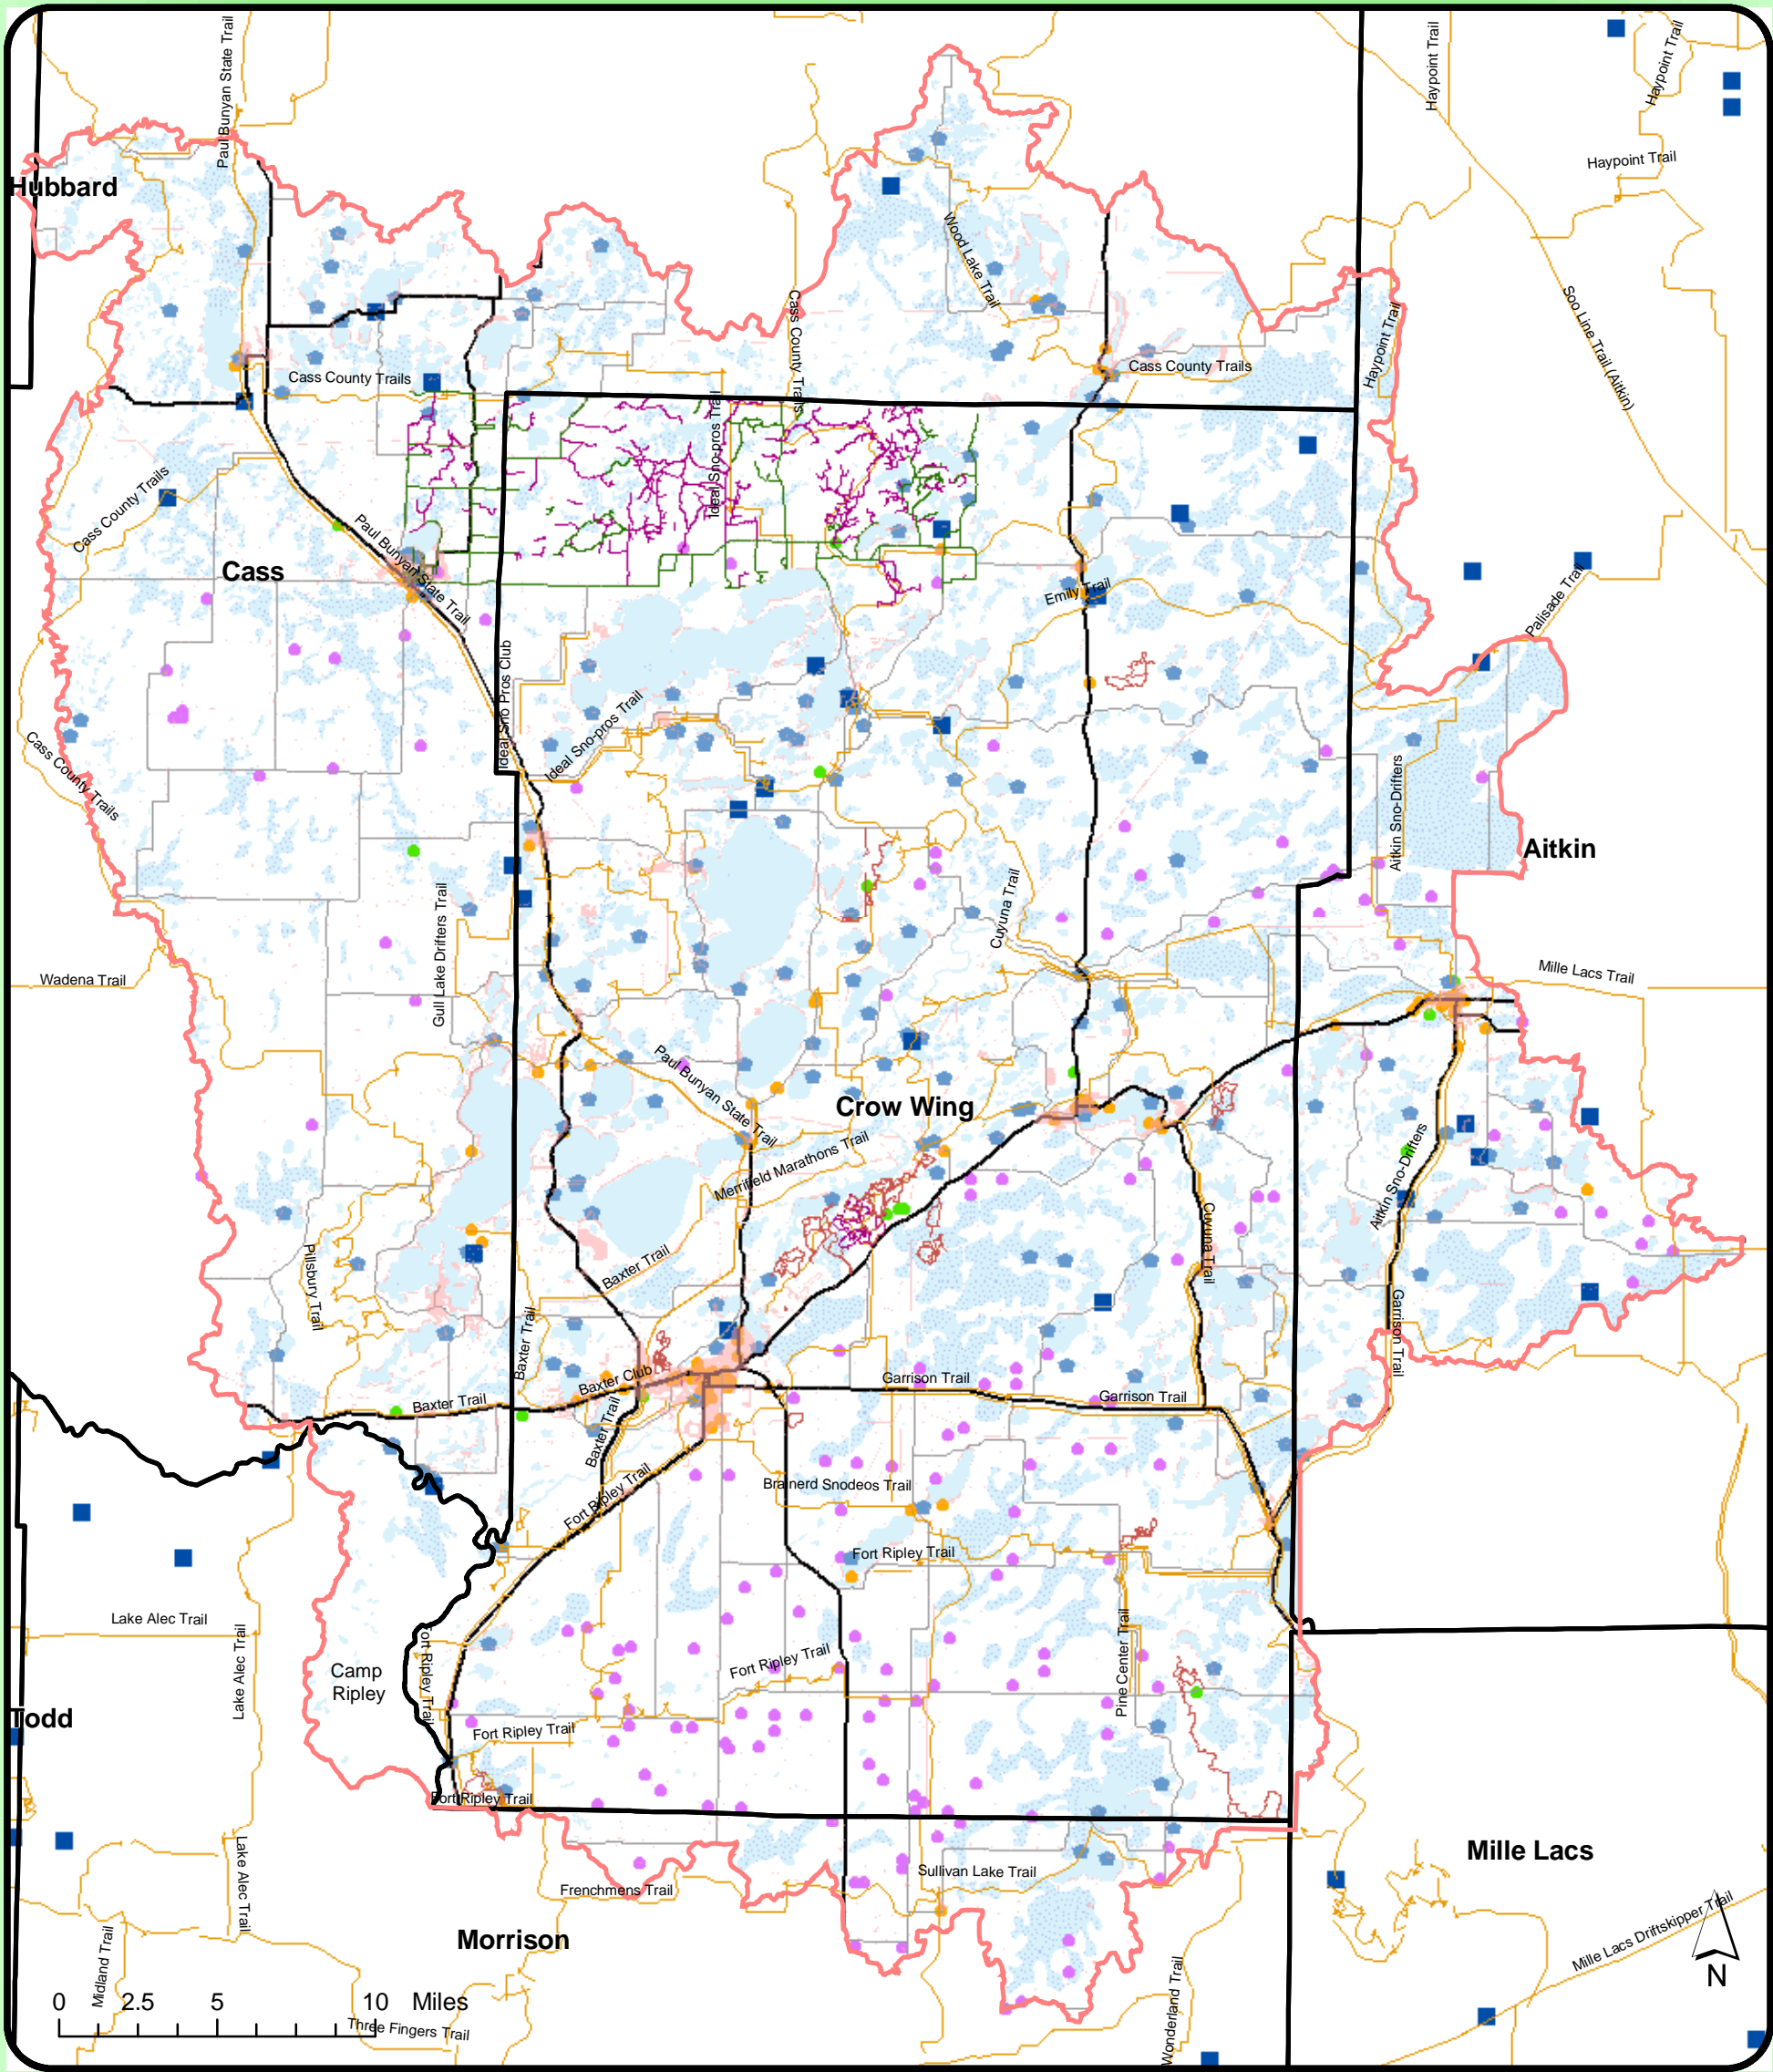 Paul Bunyan State Trail
Haypoint Trail
Haypoint Trail
Haypoint Trail
Hubbard
Wood Lake Trail
Cass County Trails
Soo Line Trail (Aitkin)
Haypoint Trail
Cass County Trails
Cass County Trails
Ideal Sno-pros Trail
Cass County Trails
Paul Bunyan State Trail
Cass
Emily Trail
Palisade Trail
Ideal Sno Pros Club
Ideal Sno-pros Trail
Cass County Trails
Aitkin Sno-Drifters
Aitkin
Gull Lake Drifters Trail
Cuyuna Trail
Wadena Trail
Mille Lacs Trail
Paul Bunyan State Trail
Crow Wing
Merrifield Marathons Trail
Aitkin Sno-Drifters
Cuyuna Trail
Pillsbury Trail
Baxter Trail
Baxter Trail
Garrison Trail
Baxter Club
Garrison Trail
Garrison Trail
Baxter Trail
Baxter Trail
Fort Ripley Trail
Brainerd Snodeos Trail
Fort Ripley Trail
Lake Alec Trail
Lake Alec Trail
Fort Ripley Trail
Camp
Ripley
Fort Ripley Trail
Pine Center Trail
Todd
Fort Ripley Trail
Fort Ripley Trail
Lake Alec Trail
Sullivan Lake Trail
Mille Lacs
Frenchmens Trail
Morrison
Midland Trail
Mille Lacs Driftskipper Trail
Wonderland Trail
N
0 2.5 5 10 Miles
Three Fingers Trail